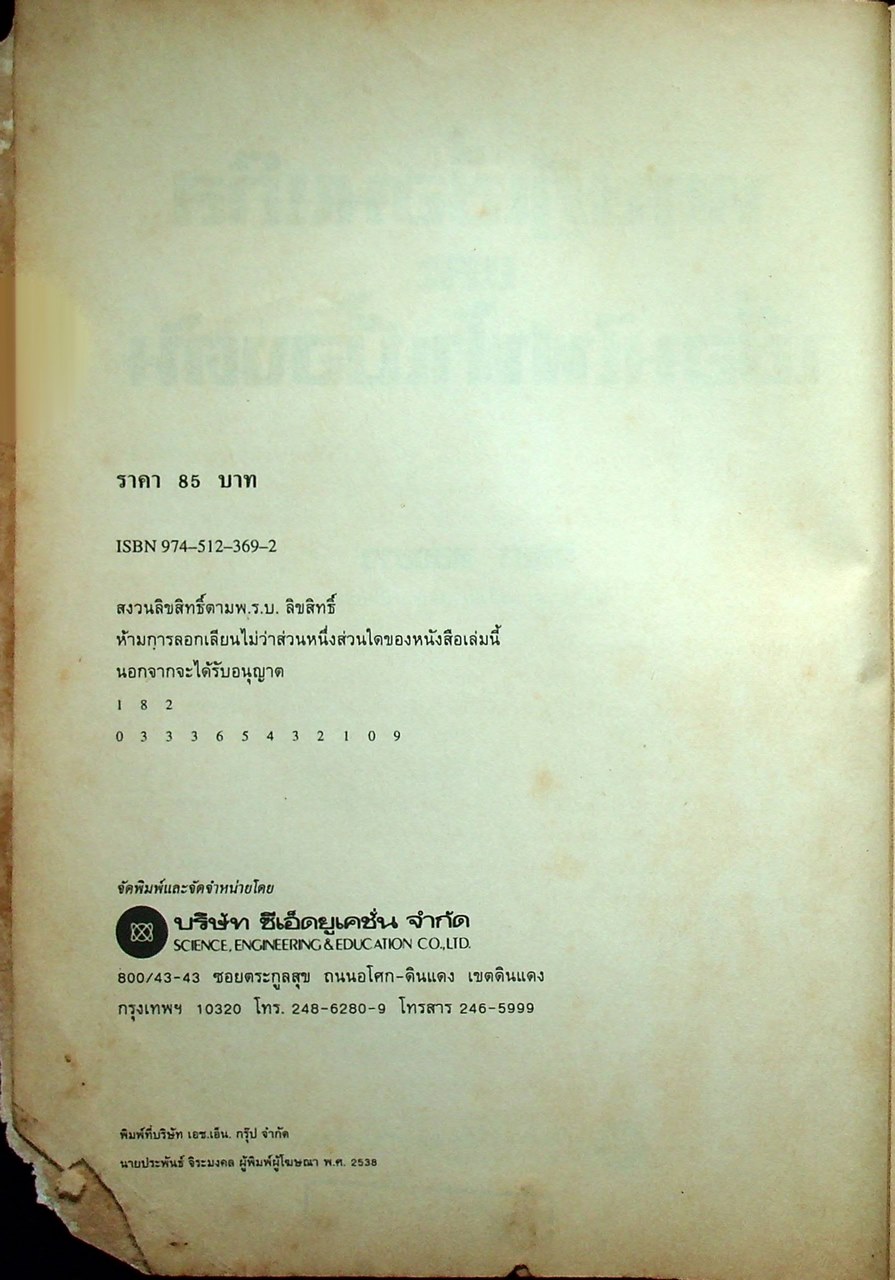 ราคา 85 บาท
ISBN 974-512-369-2
สงวนลิขสิทธิ์ตามพ.ร.บ. ลิขสิทธิ์
ห้ามการลอกเลียนไม่ว่าส่วนหนึ่งส่วนใดของหนังสือเล่มนี้
นอกจากจะได้รับอนุญาต
1 8 2
0 3 3 3 6 5 4 3 2 1 0 9
จัดพิมพ์และจัดจำหน่ายโดย
บริษัท ซีเอ็ดยูเคชั่น จำกัด
SCIENCE, ENGINEERING & EDUCATION CO.,LTD.
800/43-43 ซอยตระกูลสุข ถนนอโศก-ดินแดง เขตดินแดง
กรุงเทพฯ 10320 โทร. 248-6280-9 โทรสาร 246-5999
พิมพ์ที่บริษัท เอช.เอ็น. กรุ๊ป จำกัด
นายประพันธ์ จิระมงคล ผู้พิมพ์ผู้โฆษณา พ.ศ. 2538